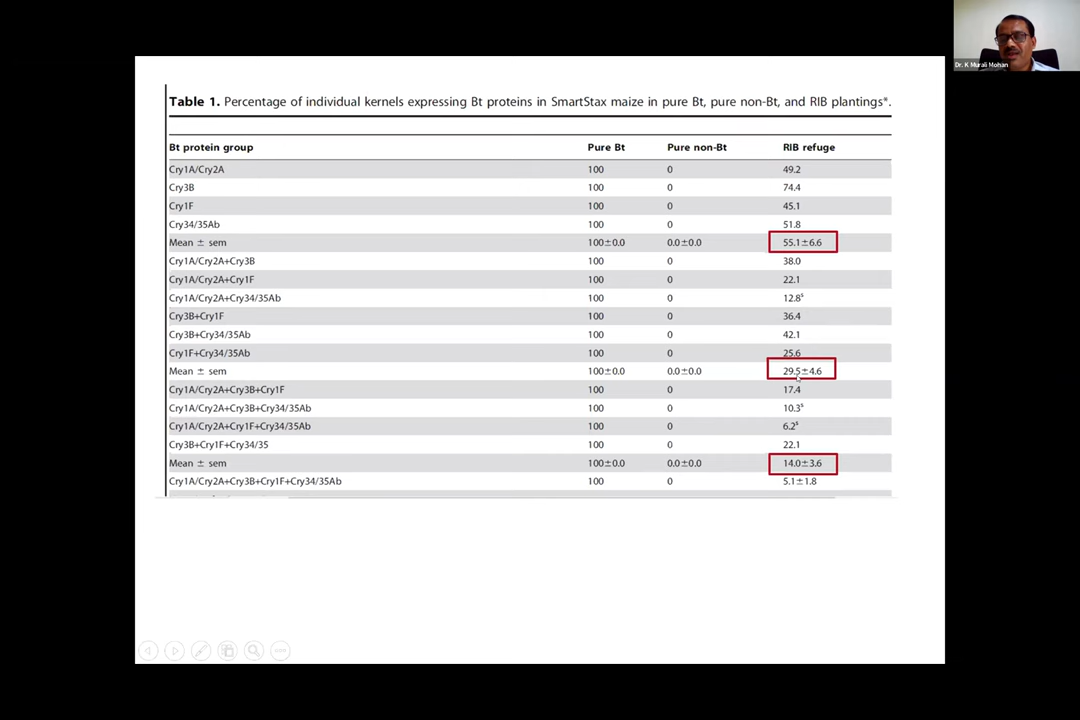 Dr. K Murali Mohan
Table 1. Percentage of individual kernels expressing Bt proteins in SmartStax maize in pure Bt, pure non-Bt, and RIB plantings*.
Bt protein group Pure Bt Pure non-Bt RIB refuge
Cry1A/Cry2A 100 0 49.2
Cry3B 100 0 74.4
Cry1F 100 0 45.1
Cry34/35Ab 100 0 51.8
Mean ± sem 100±0.0 0.0±0.0 55.1±6.6
Cry1A/Cry2A+Cry3B 100 0 38.0
Cry1A/Cry2A+Cry1F 100 0 22.1
Cry1A/Cry2A+Cry34/35Ab 100 0 12.8s
Cry3B+Cry1F 100 0 36.4
Cry3B+Cry34/35Ab 100 0 42.1
Cry1F+Cry34/35Ab 100 0 25.6
Mean ± sem 100±0.0 0.0±0.0 29.5±4.6
Cry1A/Cry2A+Cry3B+Cry1F 100 0 17.4
Cry1A/Cry2A+Cry3B+Cry34/35Ab 100 0 10.3s
Cry1A/Cry2A+Cry1F+Cry34/35Ab 100 0 6.2s
Cry3B+Cry1F+Cry34/35 100 0 22.1
Mean ± sem 100±0.0 0.0±0.0 14.0±3.6
Cry1A/Cry2A+Cry3B+Cry1F+Cry34/35Ab 100 0 5.1±1.8